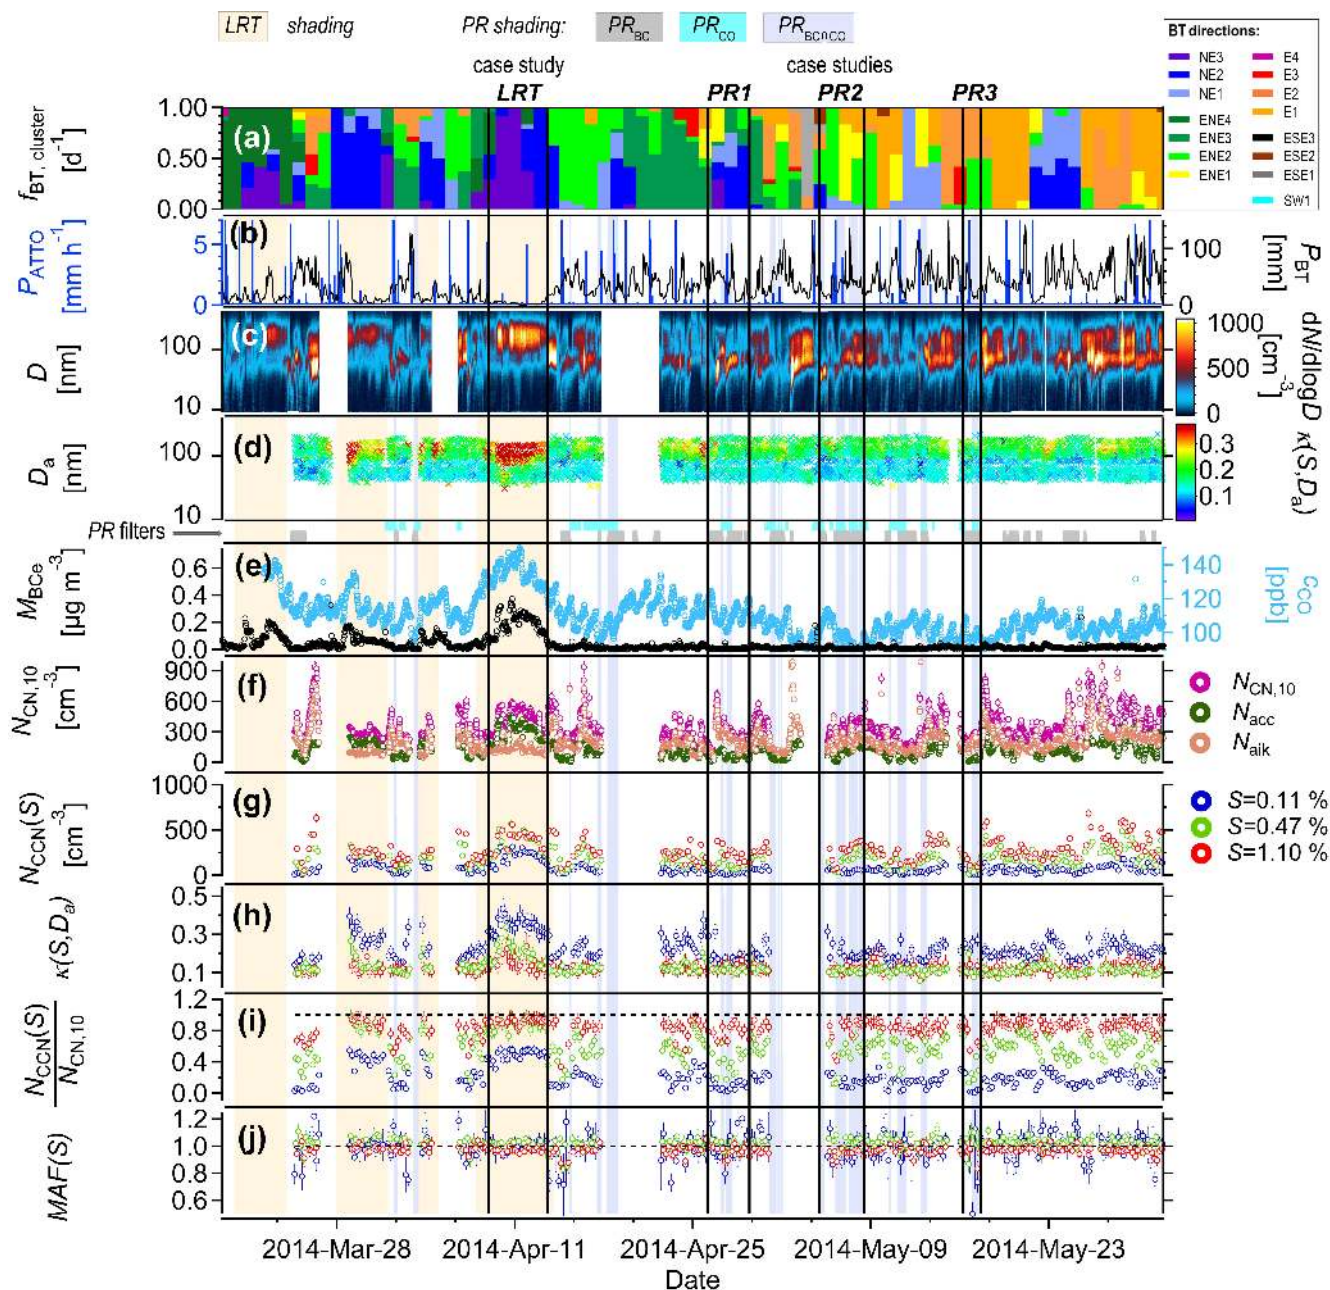 LRT shading PR shading: PR_BC PR_CO PR_BC∩CO
BT directions:
NE3 E4
NE2 E3
NE1 E2
E1
ENE4 ESE3
ENE3 ESE2
ENE2 ESE1
ENE1 SW1
case study case studies
LRT PR1 PR2 PR3
(a)
f_BT, cluster
[d⁻¹]
1.00
0.50
0.00
(b)
P_ATTO
[mm h⁻¹]
5
0
100
0
P_BT
[mm]
(c)
D
[nm]
100
10
1000
500
0
dN/dlogD
[cm⁻³]
(d)
D_a
[nm]
100
10
0.3
0.2
0.1
κ(S,D_a)
PR filters
(e)
M_BCe
[µg m⁻³]
0.6
0.4
0.2
0.0
140
120
100
c_CO
[ppb]
(f)
N_CN,10
[cm⁻³]
900
600
300
0
N_CN,10
N_acc
N_aik
(g)
N_CCN(S)
[cm⁻³]
1000
500
0
S=0.11 %
S=0.47 %
S=1.10 %
(h)
κ(S,D_a)
0.5
0.3
0.1
(i)
N_CCN(S)
N_CN,10
1.2
0.8
0.4
0.0
(j)
MAF(S)
1.2
1.0
0.8
0.6
2014-Mar-28 2014-Apr-11 2014-Apr-25 2014-May-09 2014-May-23
Date